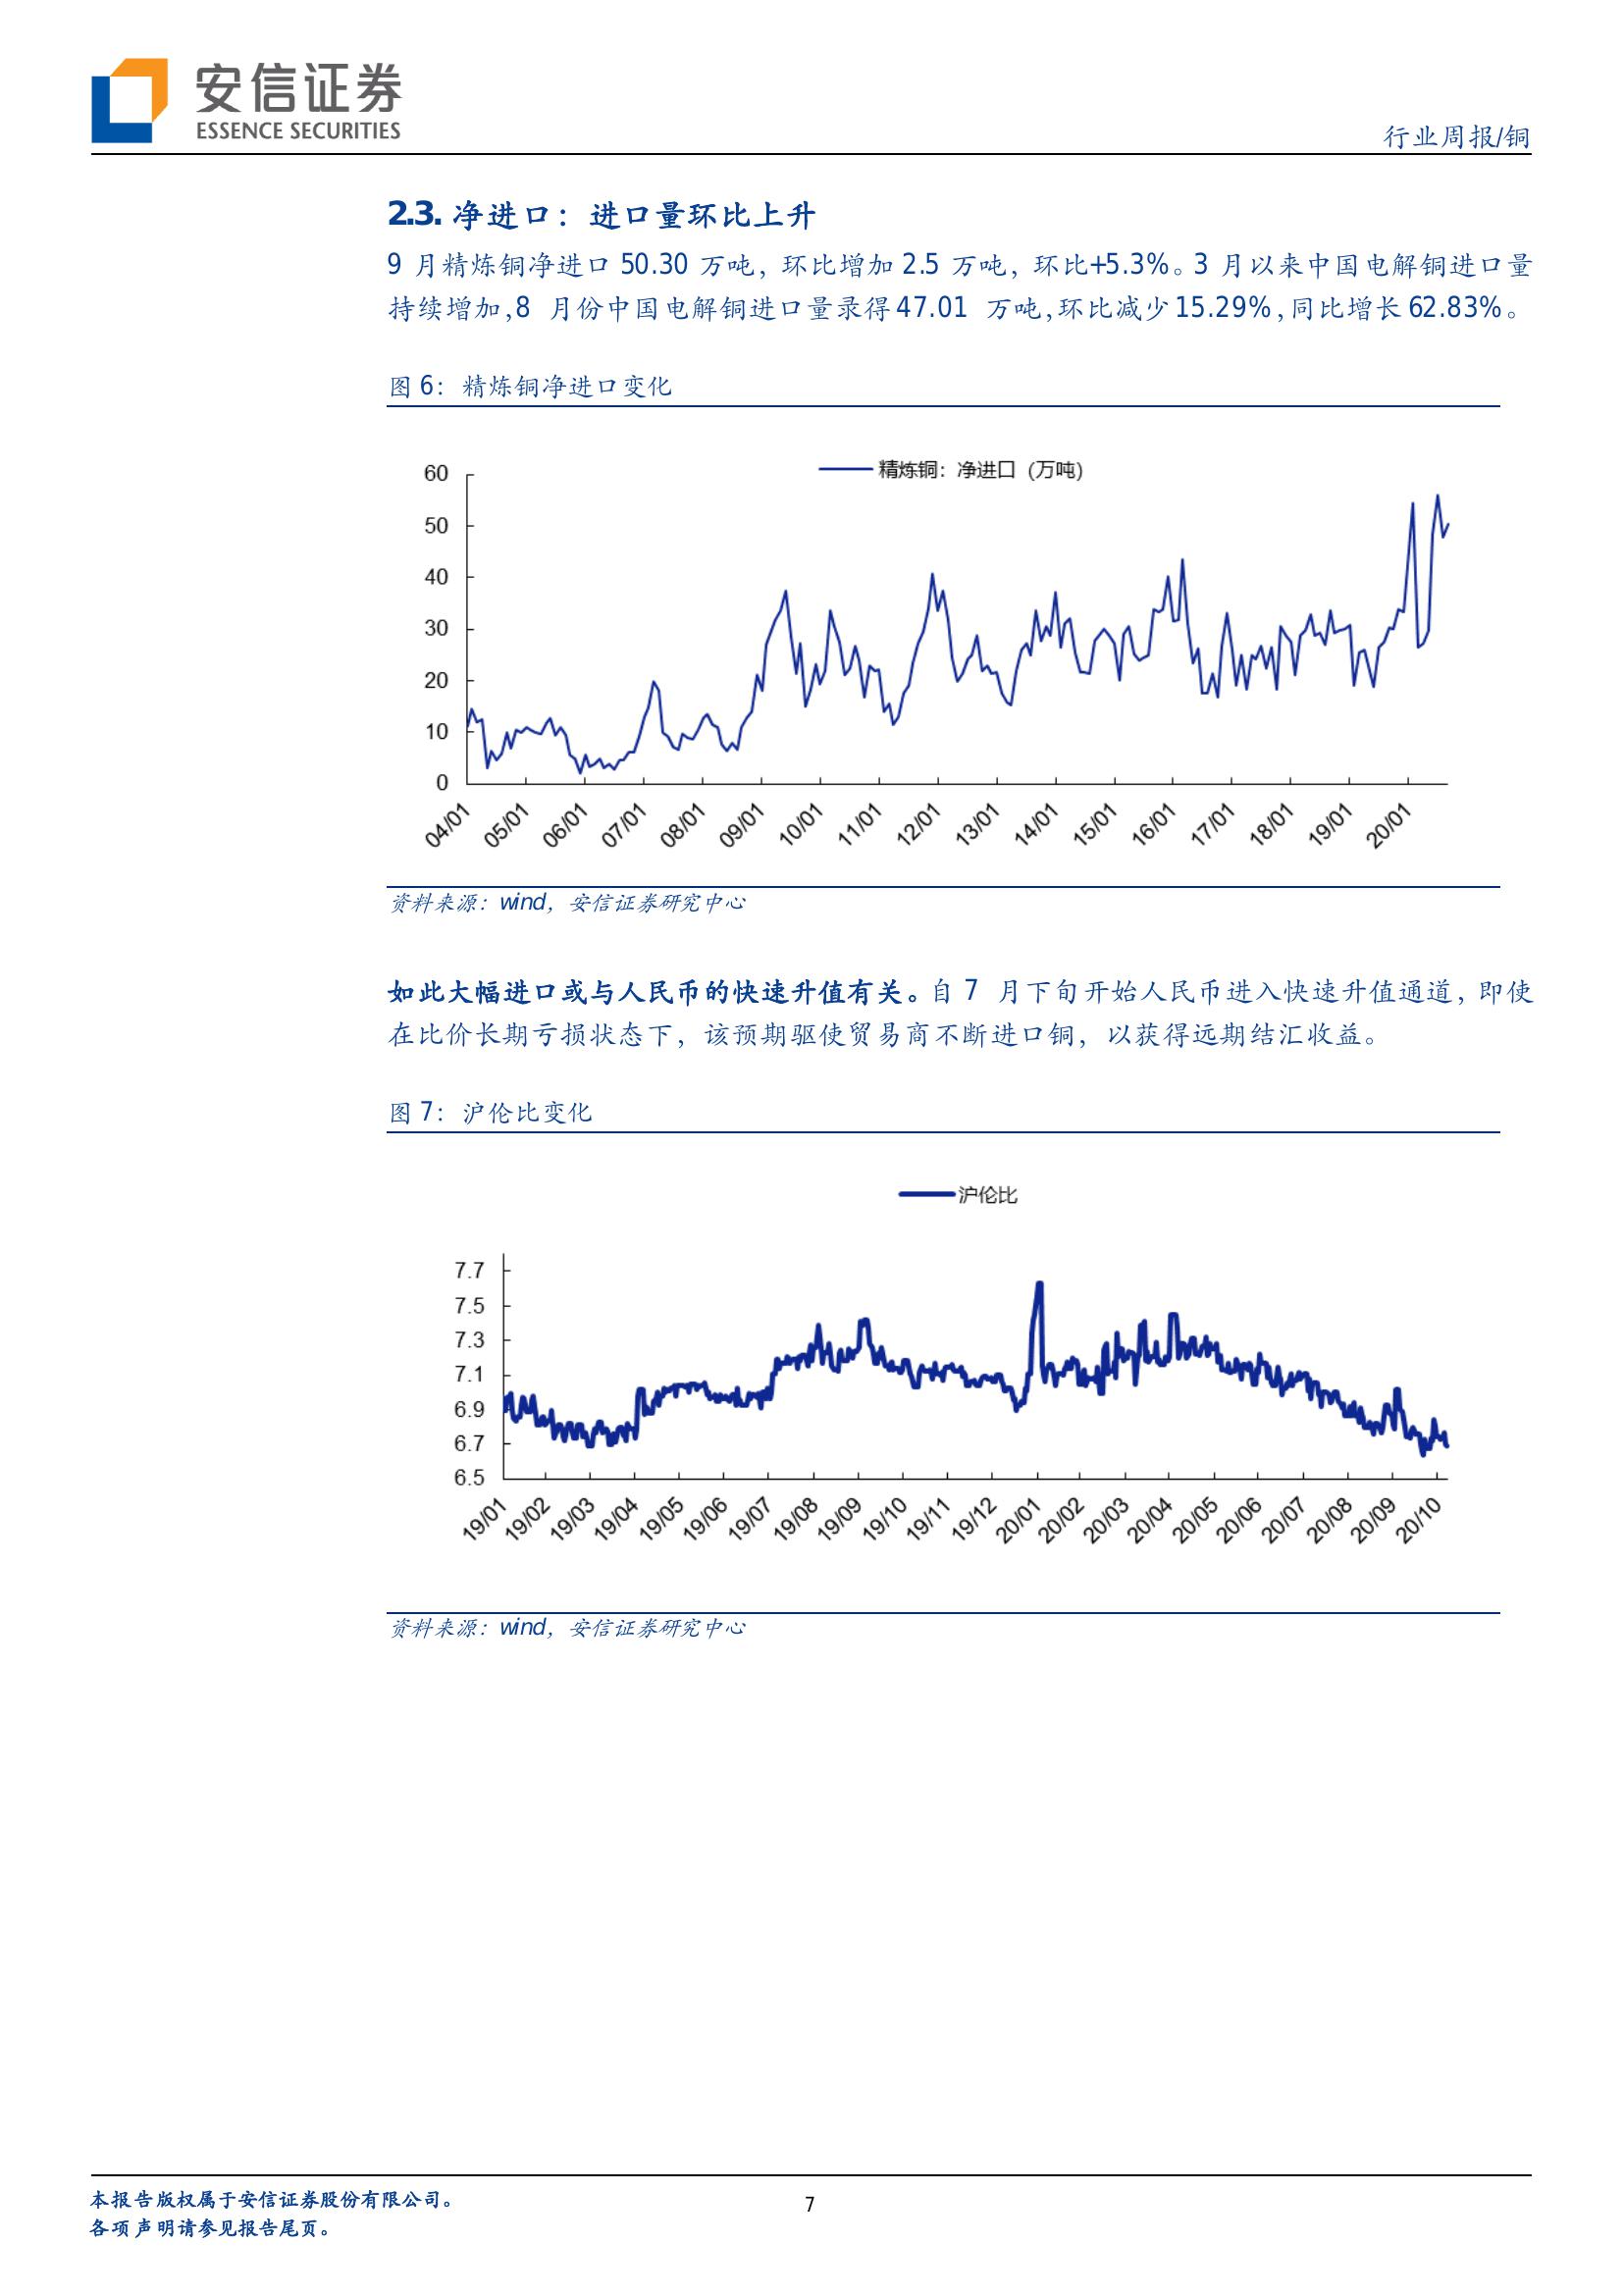 安信证券
ESSENCE SECURITIES
行业周报/铜
2.3. 净进口：进口量环比上升
9 月精炼铜净进口 50.30 万吨，环比增加 2.5 万吨，环比+5.3%。3 月以来中国电解铜进口量
持续增加，8 月份中国电解铜进口量录得 47.01 万吨，环比减少 15.29%，同比增长 62.83%。
图 6：精炼铜净进口变化
精炼铜：净进口（万吨）
60
50
40
30
20
10
0
04/01 05/01 06/01 07/01 08/01 09/01 10/01 11/01 12/01 13/01 14/01 15/01 16/01 17/01 18/01 19/01 20/01
资料来源：wind，安信证券研究中心
如此大幅进口或与人民币的快速升值有关。自 7 月下旬开始人民币进入快速升值通道，即使
在比价长期亏损状态下，该预期驱使贸易商不断进口铜，以获得远期结汇收益。
图 7：沪伦比变化
沪伦比
7.7
7.5
7.3
7.1
6.9
6.7
6.5
19/01 19/02 19/03 19/04 19/05 19/06 19/07 19/08 19/09 19/10 19/11 19/12 20/01 20/02 20/03 20/04 20/05 20/06 20/07 20/08 20/09 20/10
资料来源：wind，安信证券研究中心
本报告版权属于安信证券股份有限公司。
各项声明请参见报告尾页。
7